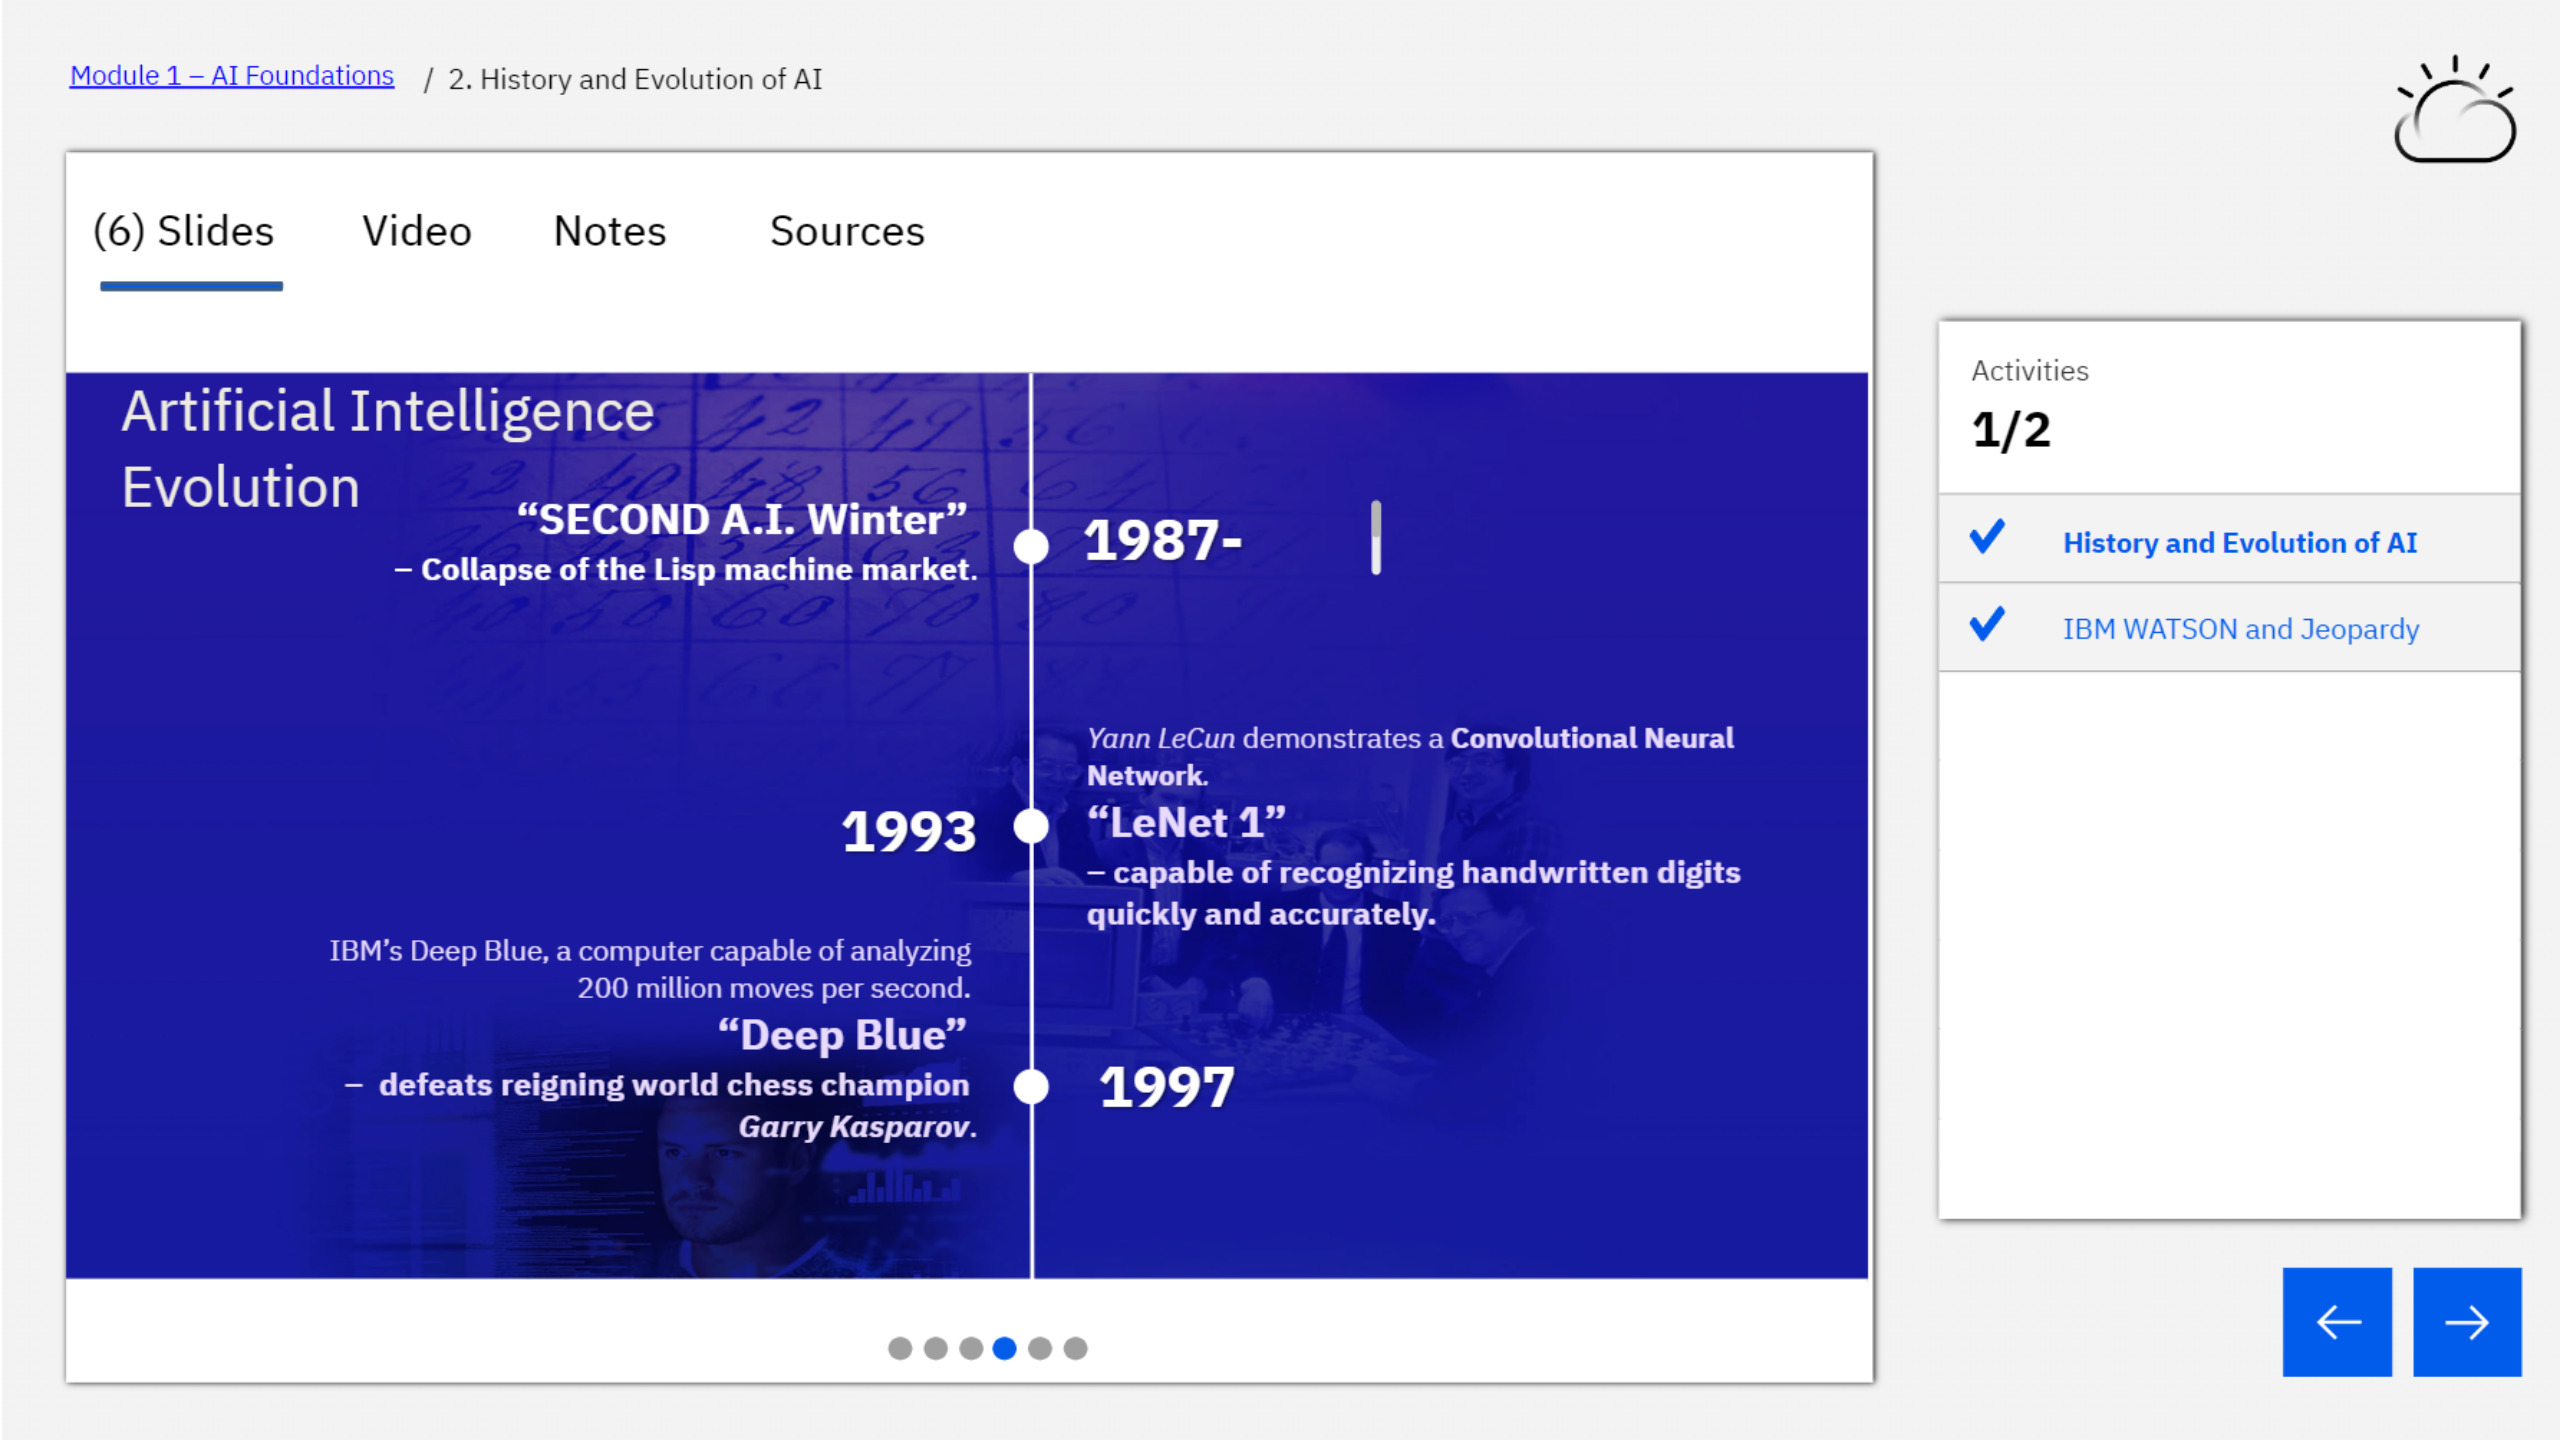 Module 1 – AI Foundations / 2. History and Evolution of AI
(6) Slides Video Notes Sources
Artificial Intelligence
Evolution
“SECOND A.I. Winter”
– Collapse of the Lisp machine market.
1987-
Yann LeCun demonstrates a Convolutional Neural
Network.
“LeNet 1”
– capable of recognizing handwritten digits
quickly and accurately.
1993
IBM’s Deep Blue, a computer capable of analyzing
200 million moves per second.
“Deep Blue”
– defeats reigning world chess champion
Garry Kasparov.
1997
Activities
1/2
History and Evolution of AI
IBM WATSON and Jeopardy